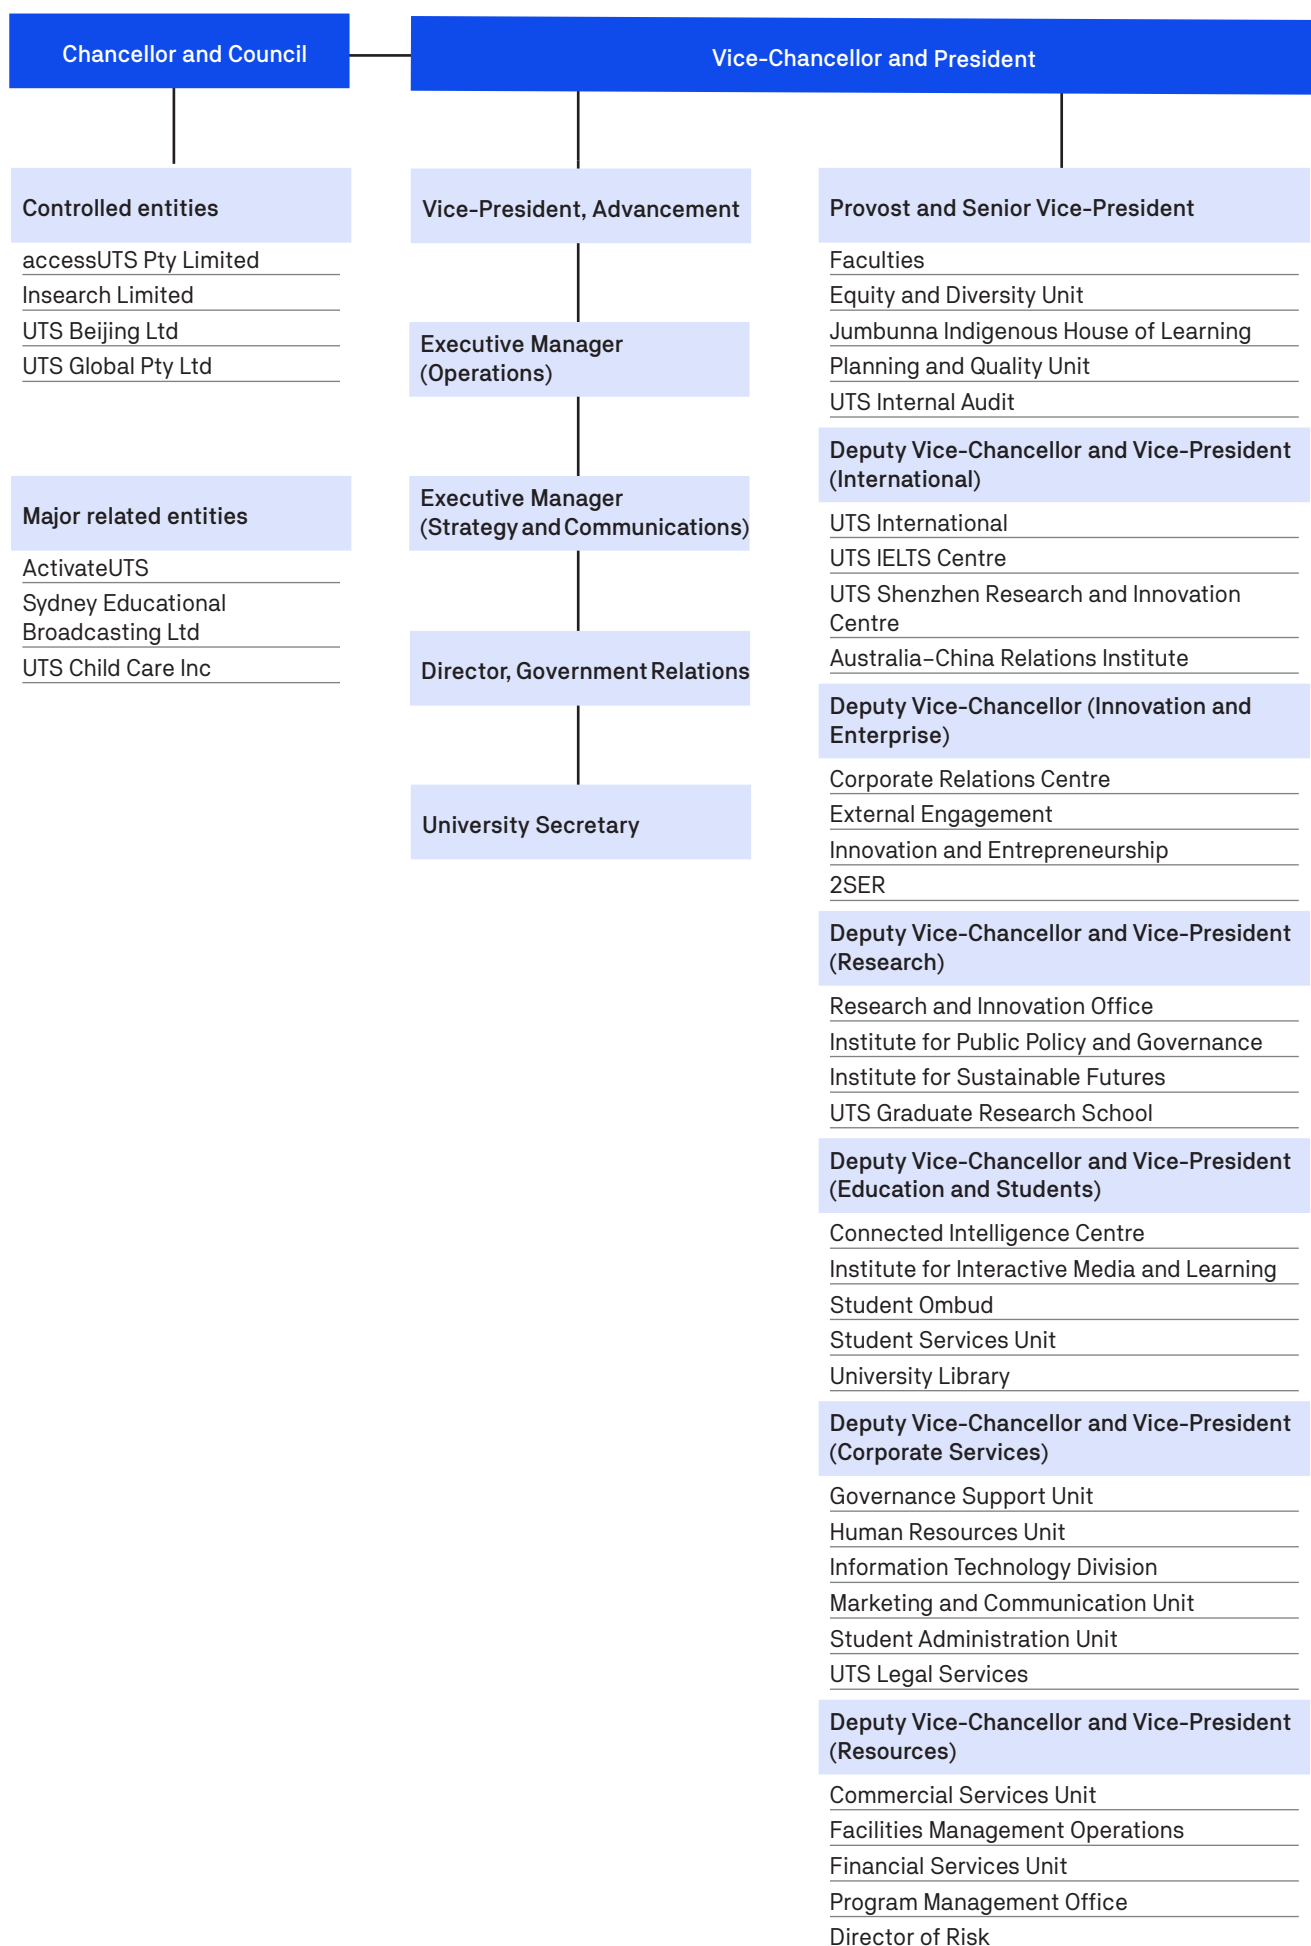 Chancellor and Council
Vice-Chancellor and President
Controlled entities
accessUTS Pty Limited
Insearch Limited
UTS Beijing Ltd
UTS Global Pty Ltd
Major related entities
ActivateUTS
Sydney Educational
Broadcasting Ltd
UTS Child Care Inc
Vice-President, Advancement
Executive Manager
(Operations)
Executive Manager
(Strategy and Communications)
Director, Government Relations
University Secretary
Provost and Senior Vice-President
Faculties
Equity and Diversity Unit
Jumbunna Indigenous House of Learning
Planning and Quality Unit
UTS Internal Audit
Deputy Vice-Chancellor and Vice-President
(International)
UTS International
UTS IELTS Centre
UTS Shenzhen Research and Innovation
Centre
Australia–China Relations Institute
Deputy Vice-Chancellor (Innovation and
Enterprise)
Corporate Relations Centre
External Engagement
Innovation and Entrepreneurship
2SER
Deputy Vice-Chancellor and Vice-President
(Research)
Research and Innovation Office
Institute for Public Policy and Governance
Institute for Sustainable Futures
UTS Graduate Research School
Deputy Vice-Chancellor and Vice-President
(Education and Students)
Connected Intelligence Centre
Institute for Interactive Media and Learning
Student Ombud
Student Services Unit
University Library
Deputy Vice-Chancellor and Vice-President
(Corporate Services)
Governance Support Unit
Human Resources Unit
Information Technology Division
Marketing and Communication Unit
Student Administration Unit
UTS Legal Services
Deputy Vice-Chancellor and Vice-President
(Resources)
Commercial Services Unit
Facilities Management Operations
Financial Services Unit
Program Management Office
Director of Risk